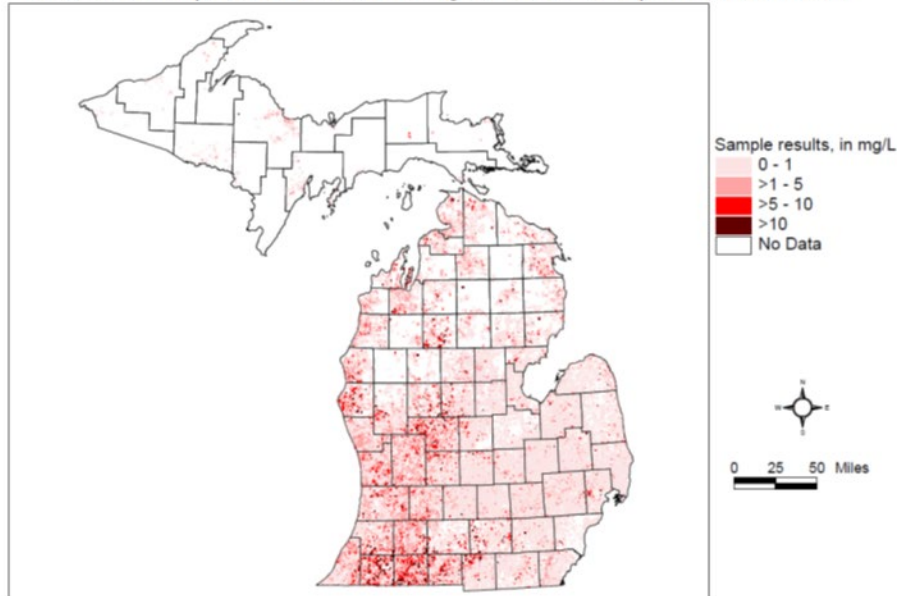 Sample results, in mg/L
0 - 1
>1 - 5
>5 - 10
>10
No Data
N
W E
S
0 25 50 Miles